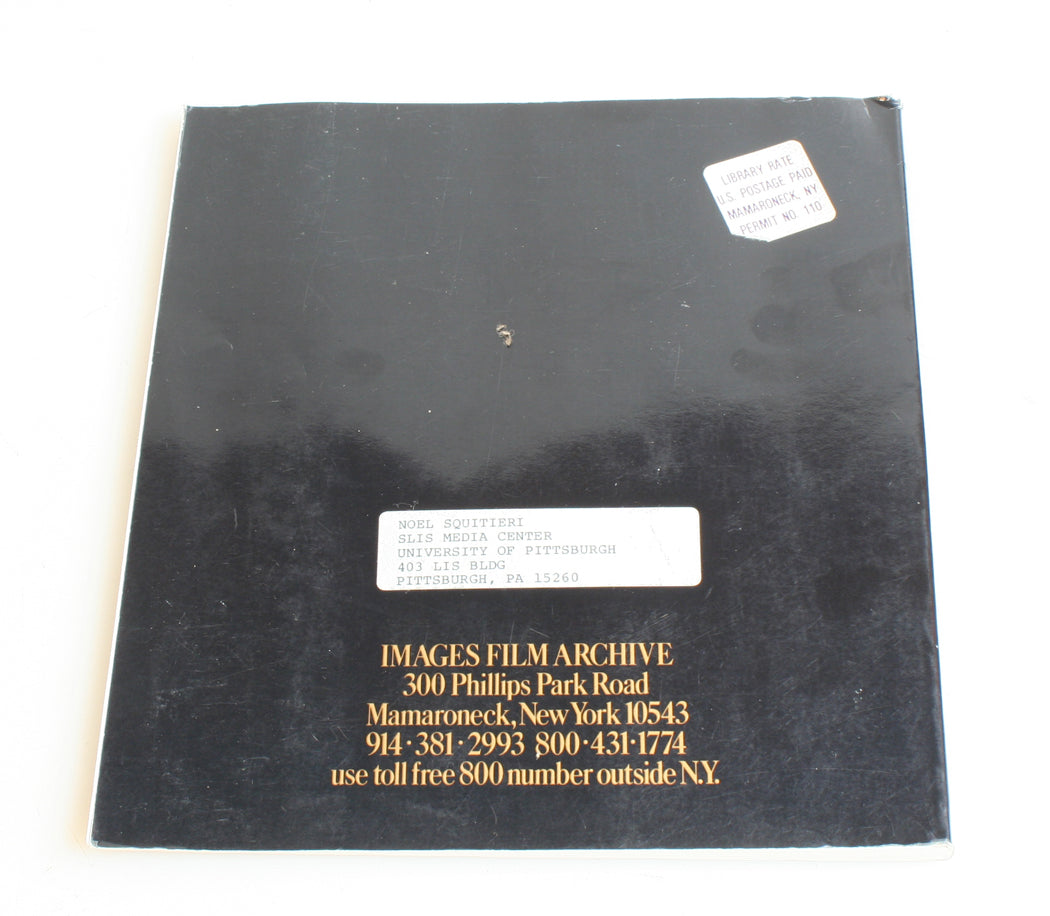 LIBRARY RATE
U.S. POSTAGE PAID
MAMARONECK, NY
PERMIT NO. 110
NOEL SQUITIERI
SLIS MEDIA CENTER
UNIVERSITY OF PITTSBURGH
403 LIS BLDG
PITTSBURGH, PA 15260
IMAGES FILM ARCHIVE
300 Phillips Park Road
Mamaroneck, New York 10543
914·381·2993 800·431·1774
use toll free 800 number outside N.Y.